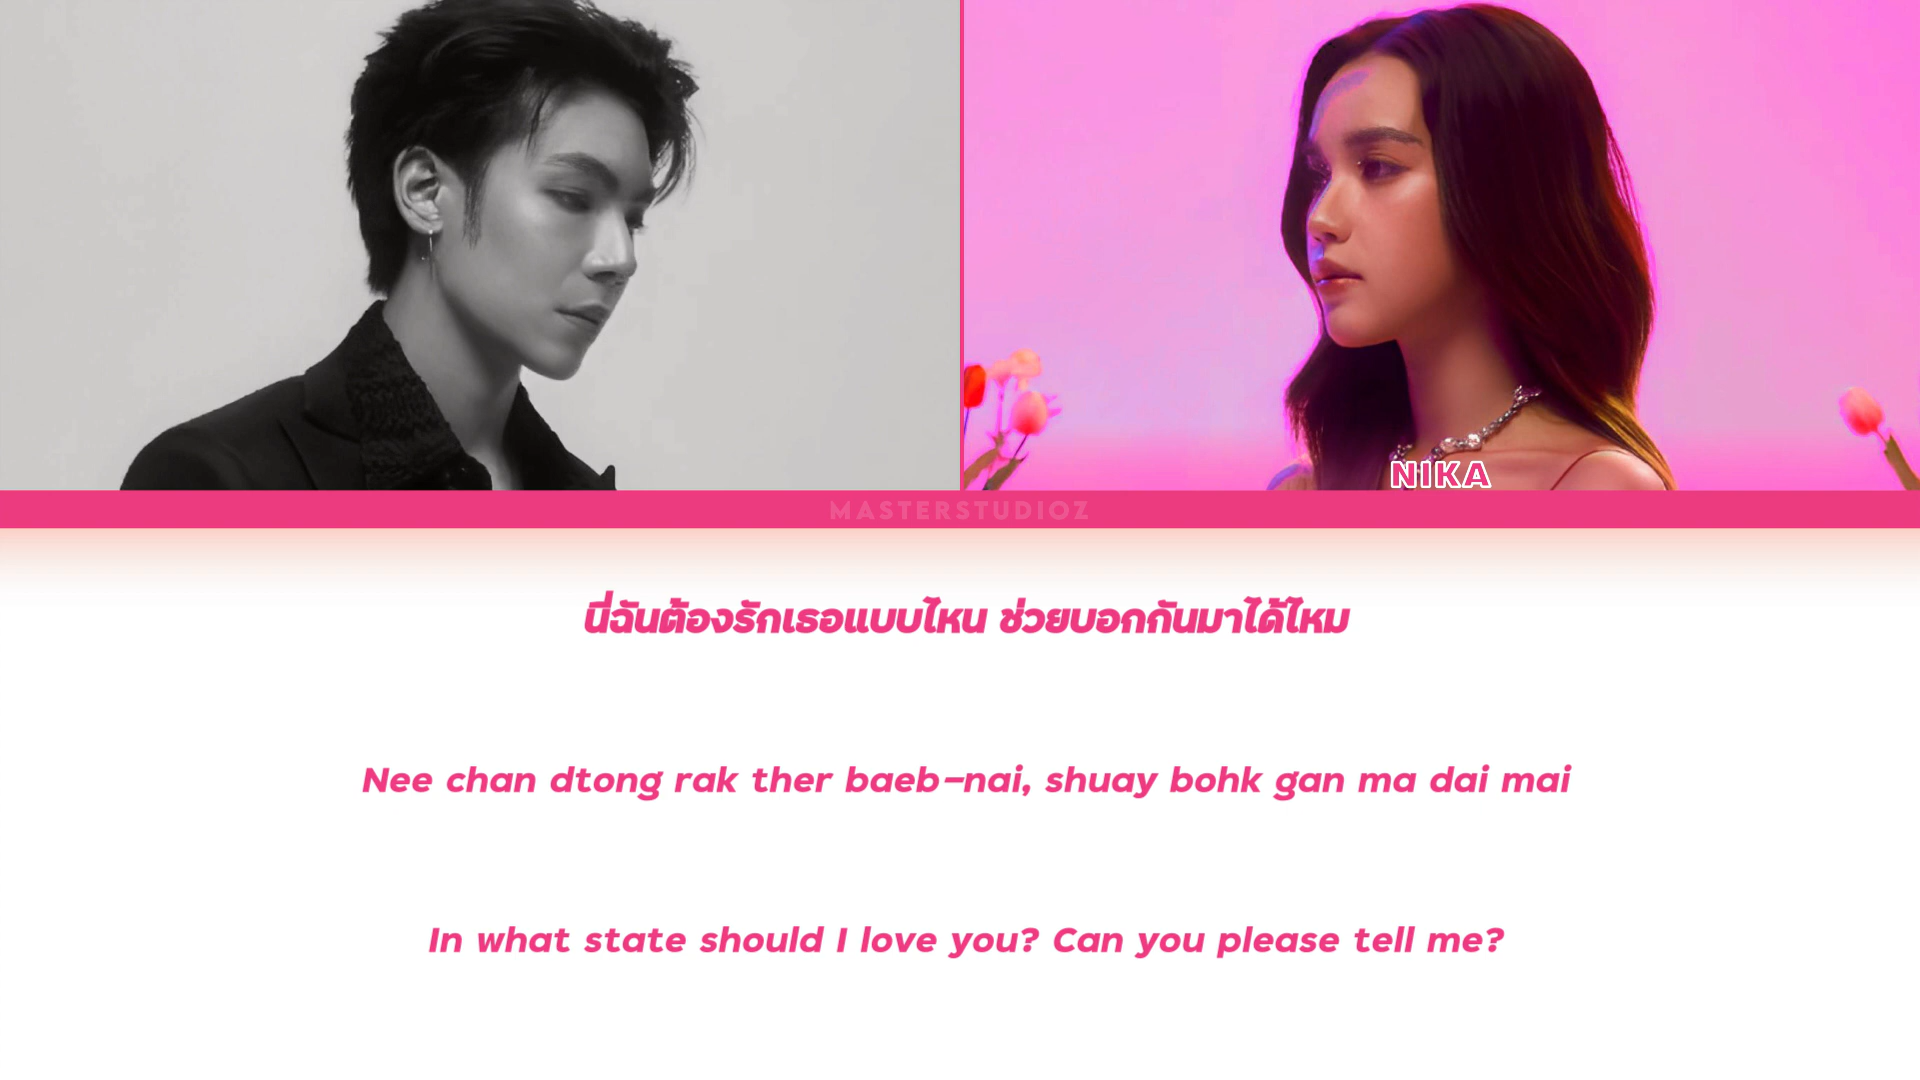 NIKA
MASTERSTUDIOZ
นี่ฉันต้องรักเธอแบบไหน ช่วยบอกกันมาได้ไหม
Nee chan dtong rak ther baeb-nai, shuay bohk gan ma dai mai
In what state should I love you? Can you please tell me?